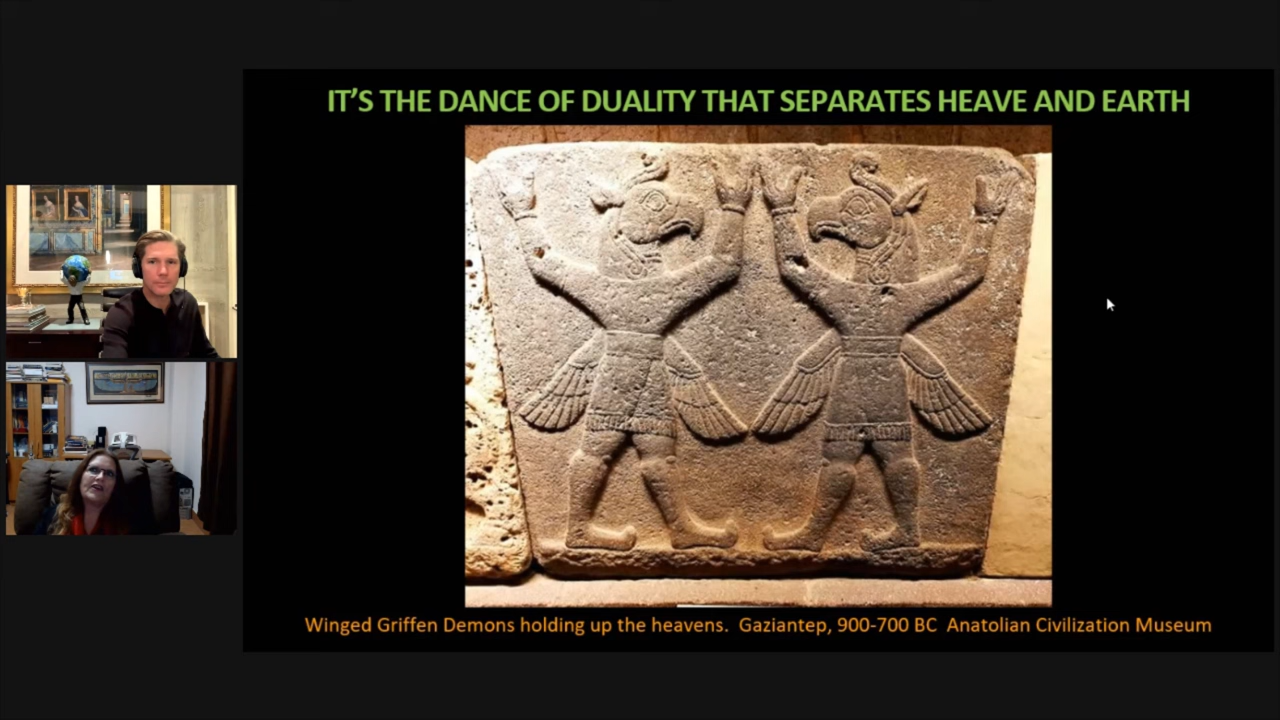 IT'S THE DANCE OF DUALITY THAT SEPARATES HEAVE AND EARTH
Winged Griffen Demons holding up the heavens.  Gaziantep, 900-700 BC  Anatolian Civilization Museum